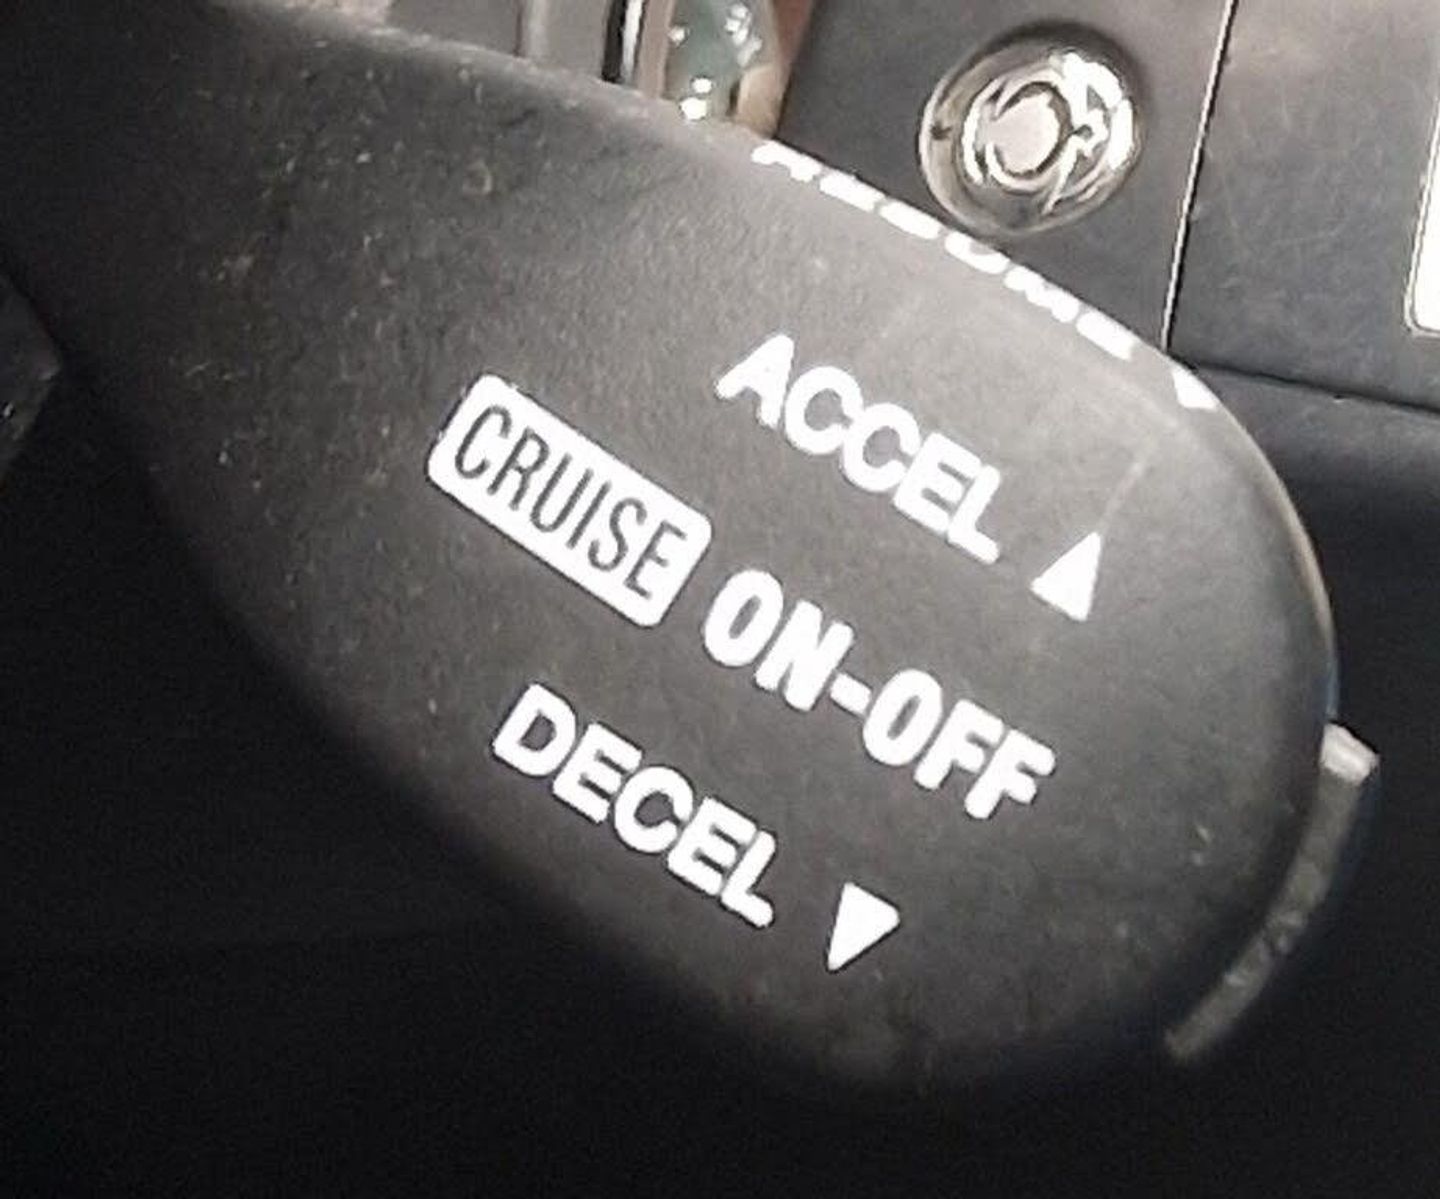 ACCEL ▲
CRUISE ON-OFF
DECEL ▼